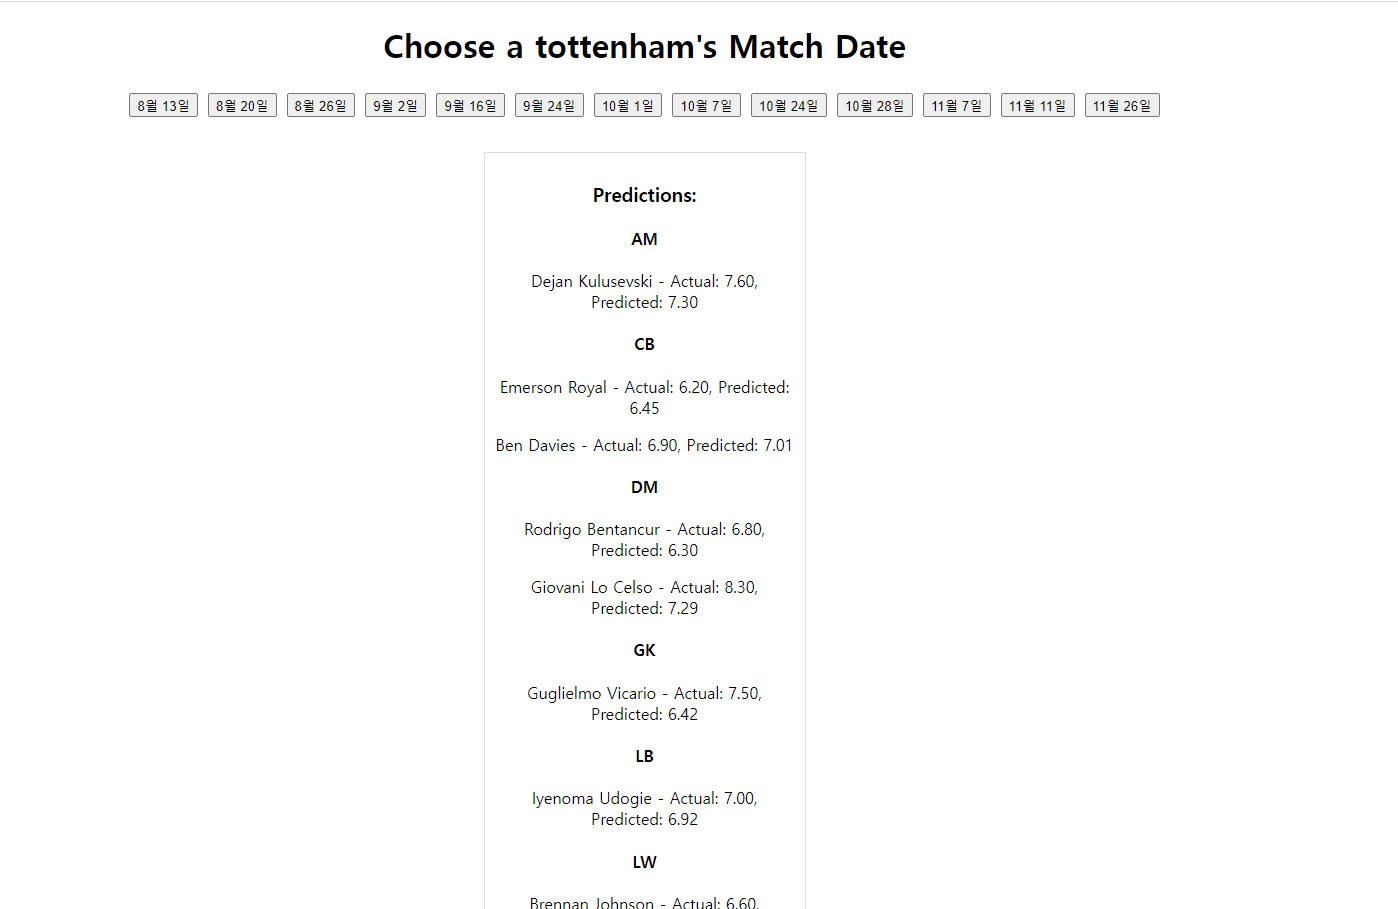 Choose a tottenham's Match Date
8월 13일 8월 20일 8월 26일 9월 2일 9월 16일 9월 24일 10월 1일 10월 7일 10월 24일 10월 28일 11월 7일 11월 11일 11월 26일
Predictions:
AM
Dejan Kulusevski - Actual: 7.60,
Predicted: 7.30
CB
Emerson Royal - Actual: 6.20, Predicted:
6.45
Ben Davies - Actual: 6.90, Predicted: 7.01
DM
Rodrigo Bentancur - Actual: 6.80,
Predicted: 6.30
Giovani Lo Celso - Actual: 8.30,
Predicted: 7.29
GK
Guglielmo Vicario - Actual: 7.50,
Predicted: 6.42
LB
Iyenoma Udogie - Actual: 7.00,
Predicted: 6.92
LW
Brennan Johnson - Actual: 6.60,